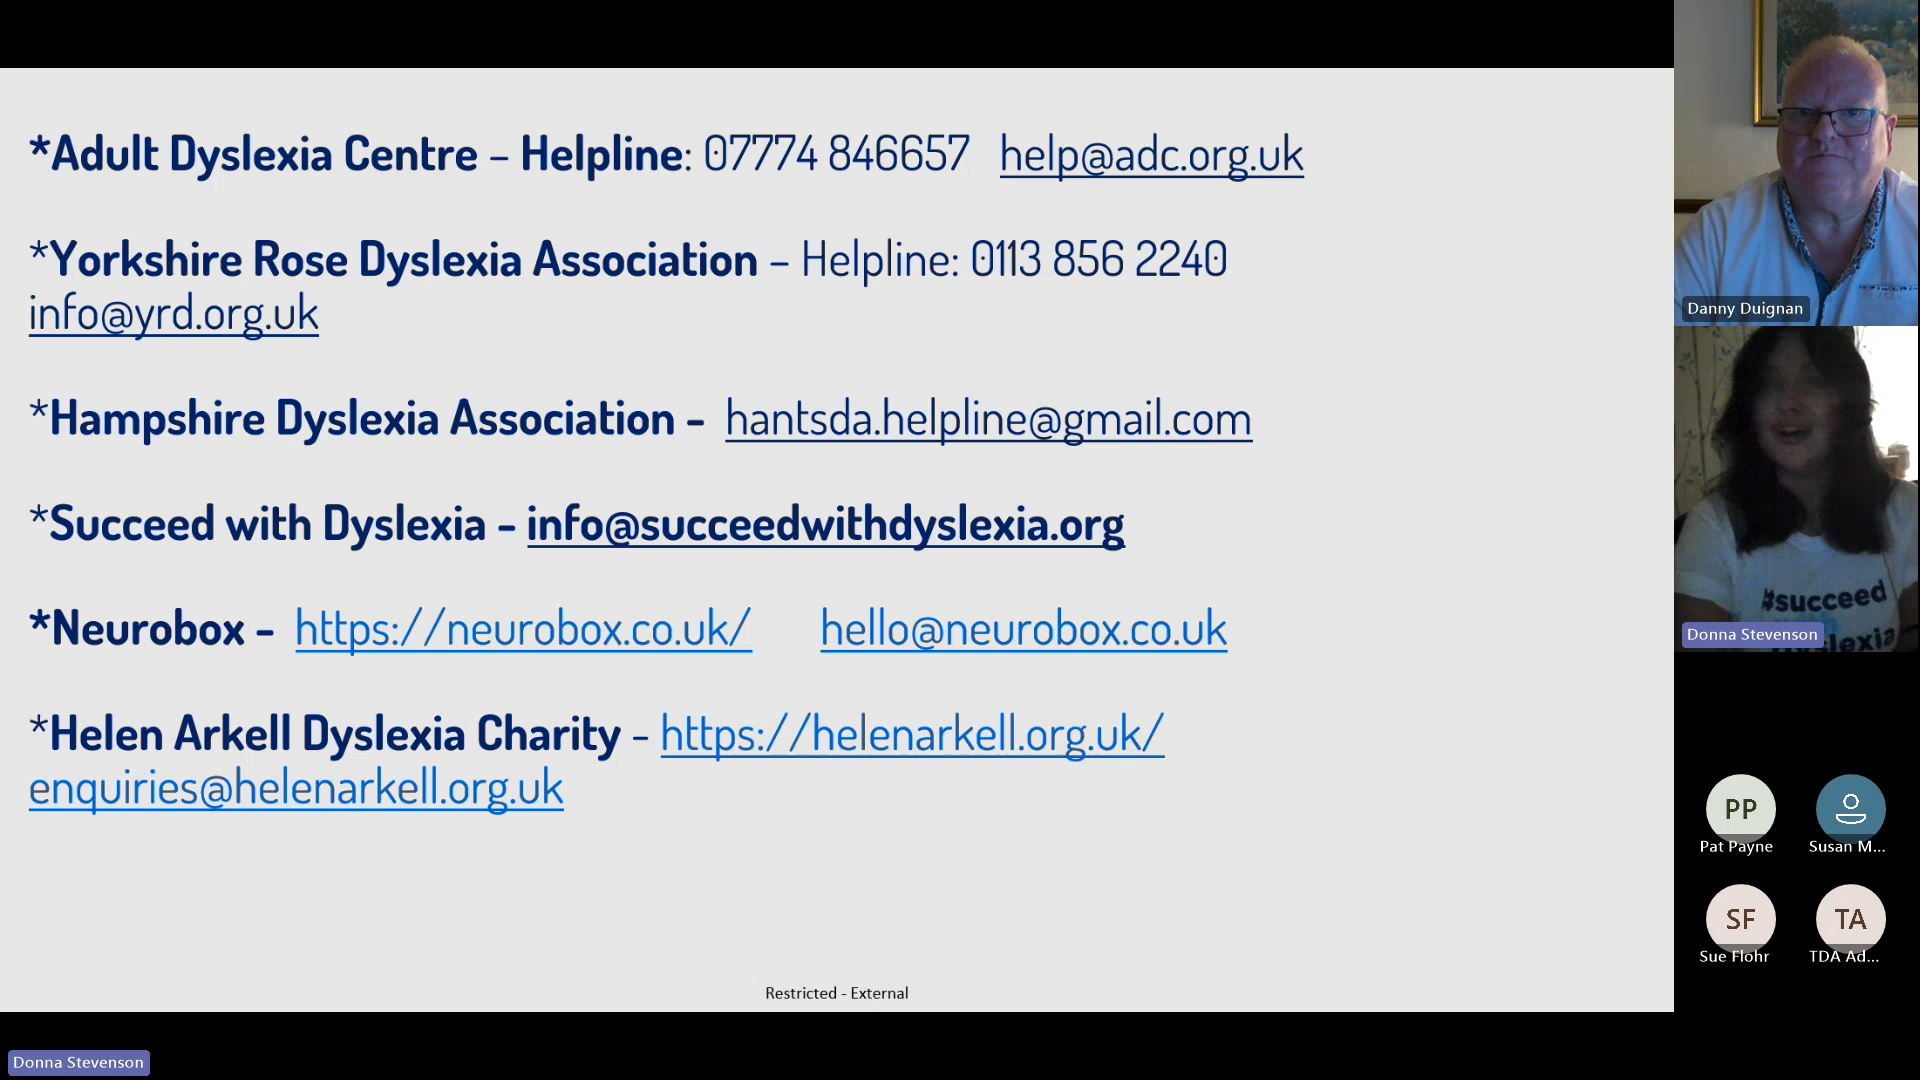 *Adult Dyslexia Centre – Helpline: 07774 846657 help@adc.org.uk
*Yorkshire Rose Dyslexia Association – Helpline: 0113 856 2240
info@yrd.org.uk
*Hampshire Dyslexia Association - hantsda.helpline@gmail.com
*Succeed with Dyslexia - info@succeedwithdyslexia.org
*Neurobox - https://neurobox.co.uk/ hello@neurobox.co.uk
*Helen Arkell Dyslexia Charity - https://helenarkell.org.uk/
enquiries@helenarkell.org.uk
Restricted - External
Donna Stevenson
Danny Duignan
#succeed
Donna Stevenson
PP
Pat Payne
Susan M...
SF
Sue Flohr
TA
TDA Ad...